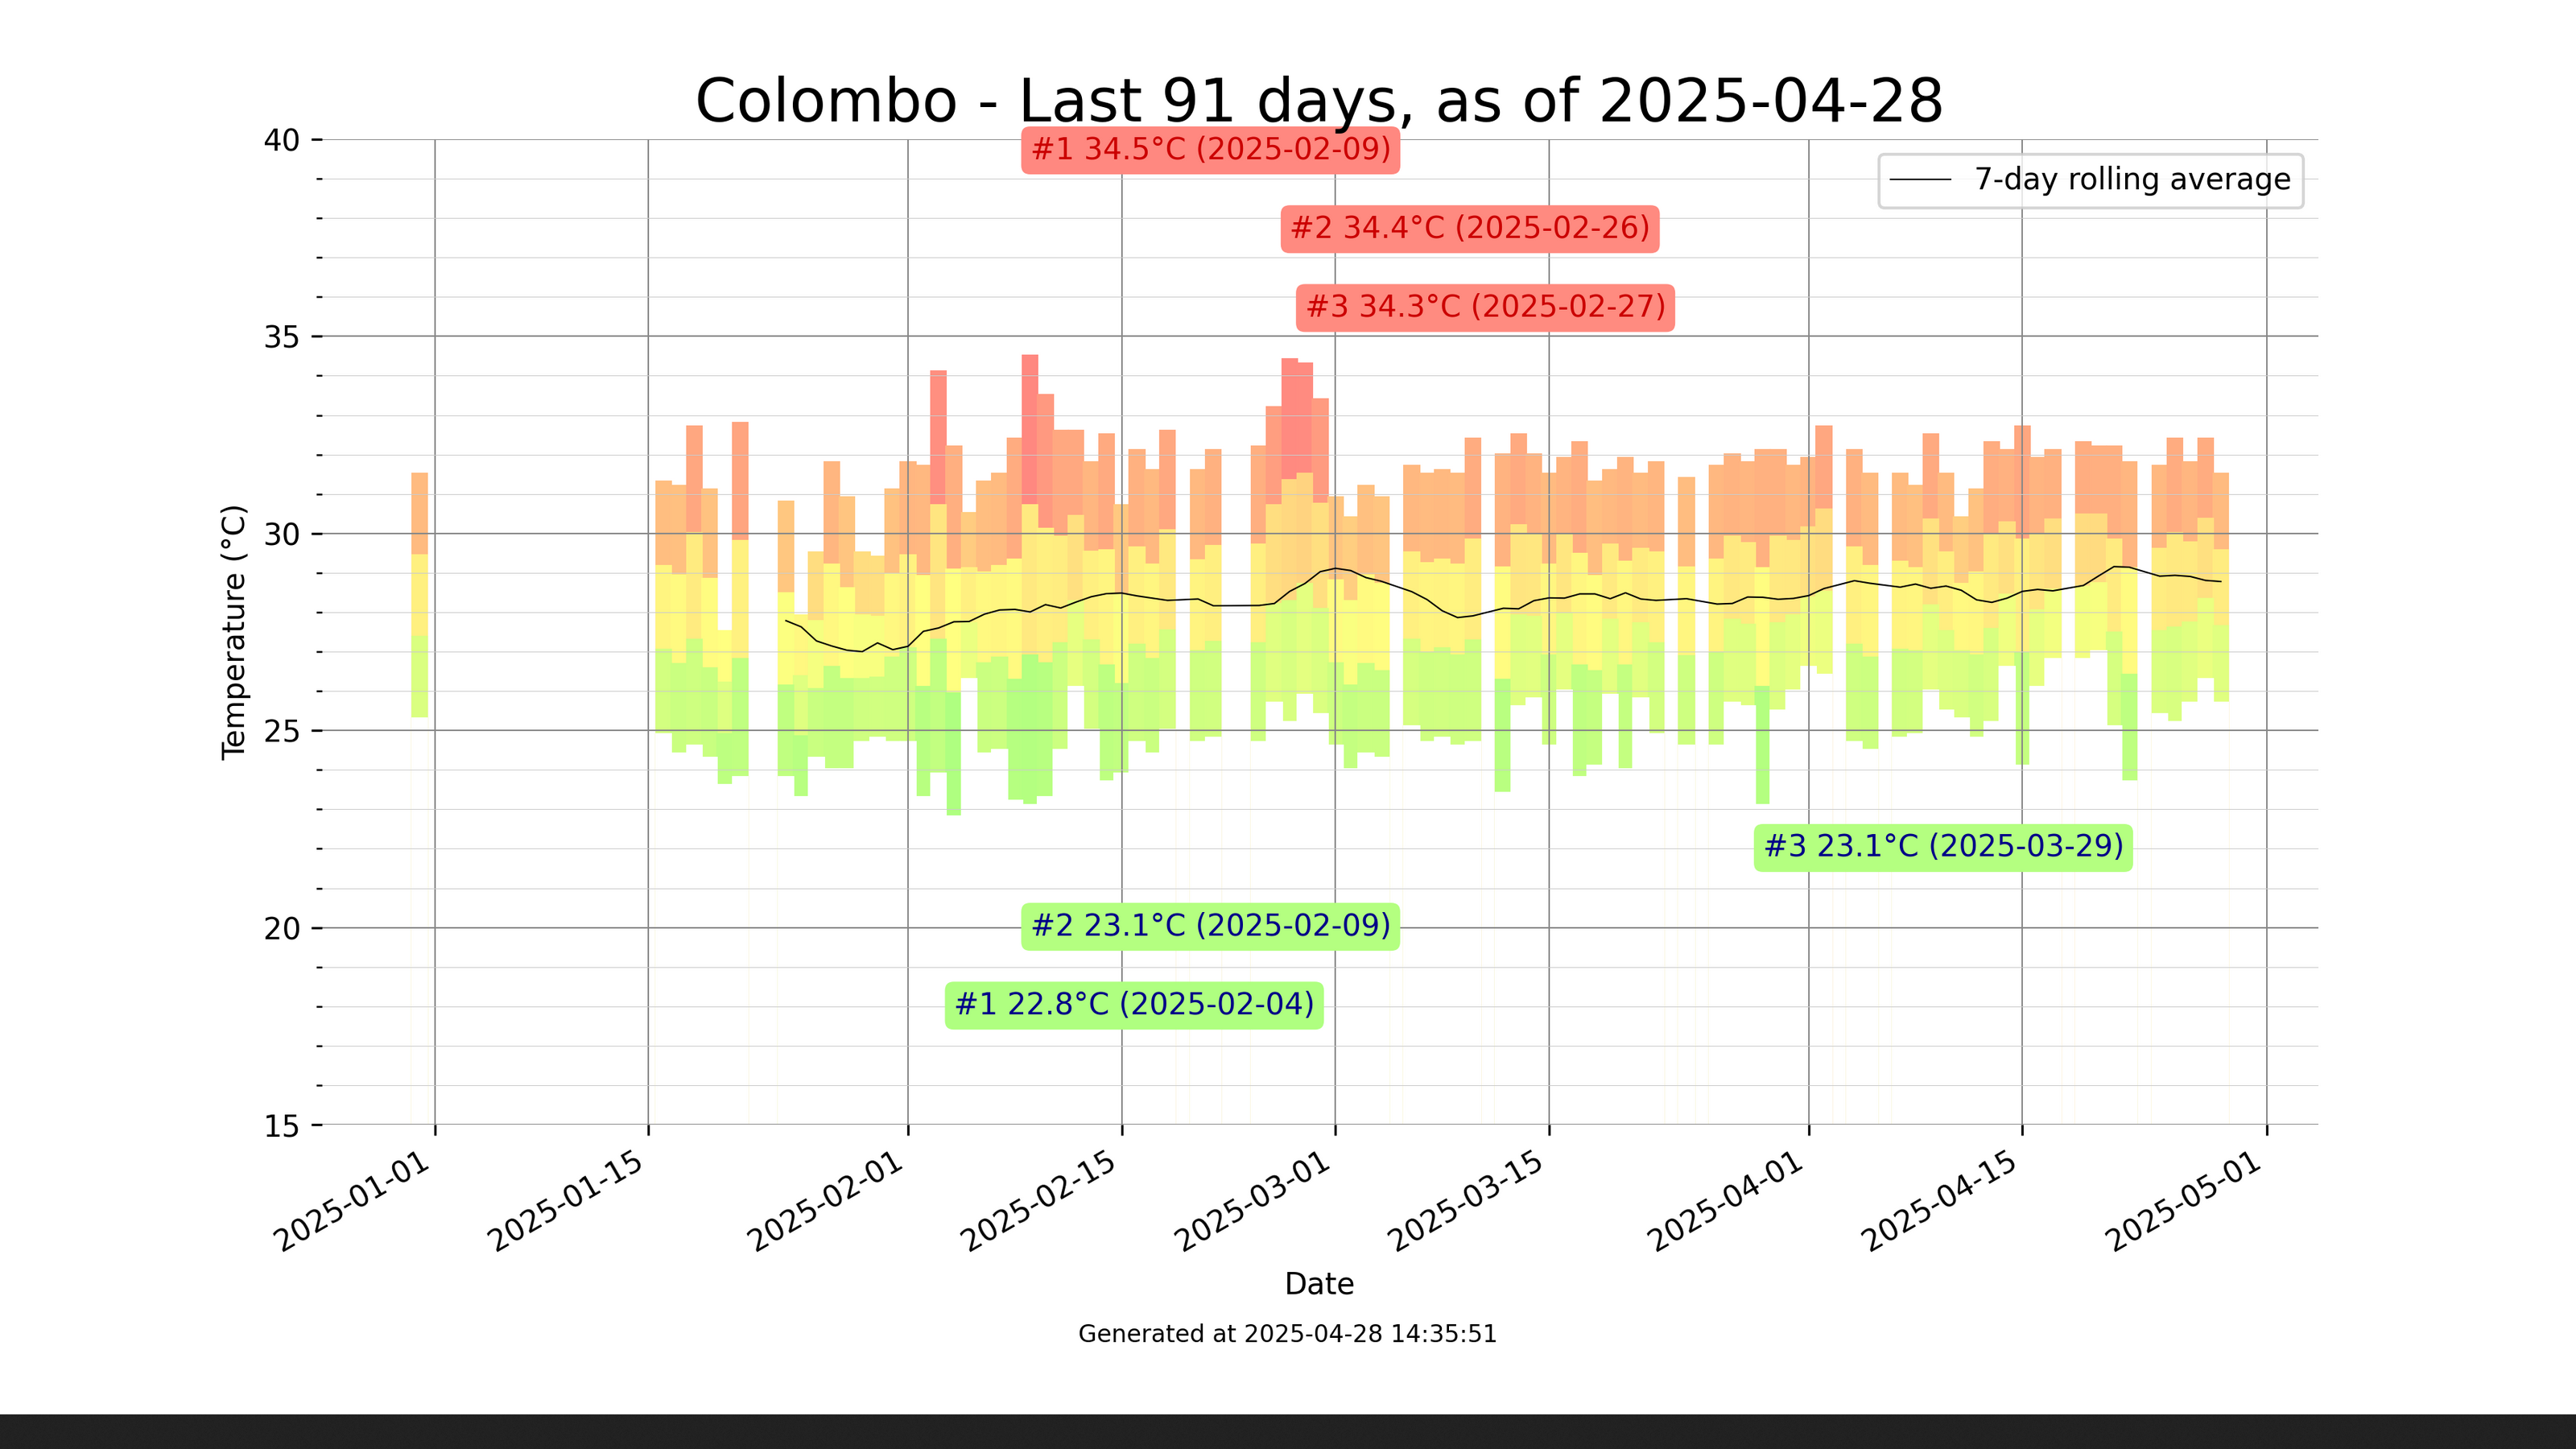 Colombo - Last 91 days, as of 2025-04-28
40
#1 34.5°C (2025-02-09)
7-day rolling average
#2 34.4°C (2025-02-26)
#3 34.3°C (2025-02-27)
35
30
Temperature (°C)
25
#3 23.1°C (2025-03-29)
20
#2 23.1°C (2025-02-09)
#1 22.8°C (2025-02-04)
15
2025-01-01
2025-01-15
2025-02-01
2025-02-15
2025-03-01
2025-03-15
2025-04-01
2025-04-15
2025-05-01
Date
Generated at 2025-04-28 14:35:51